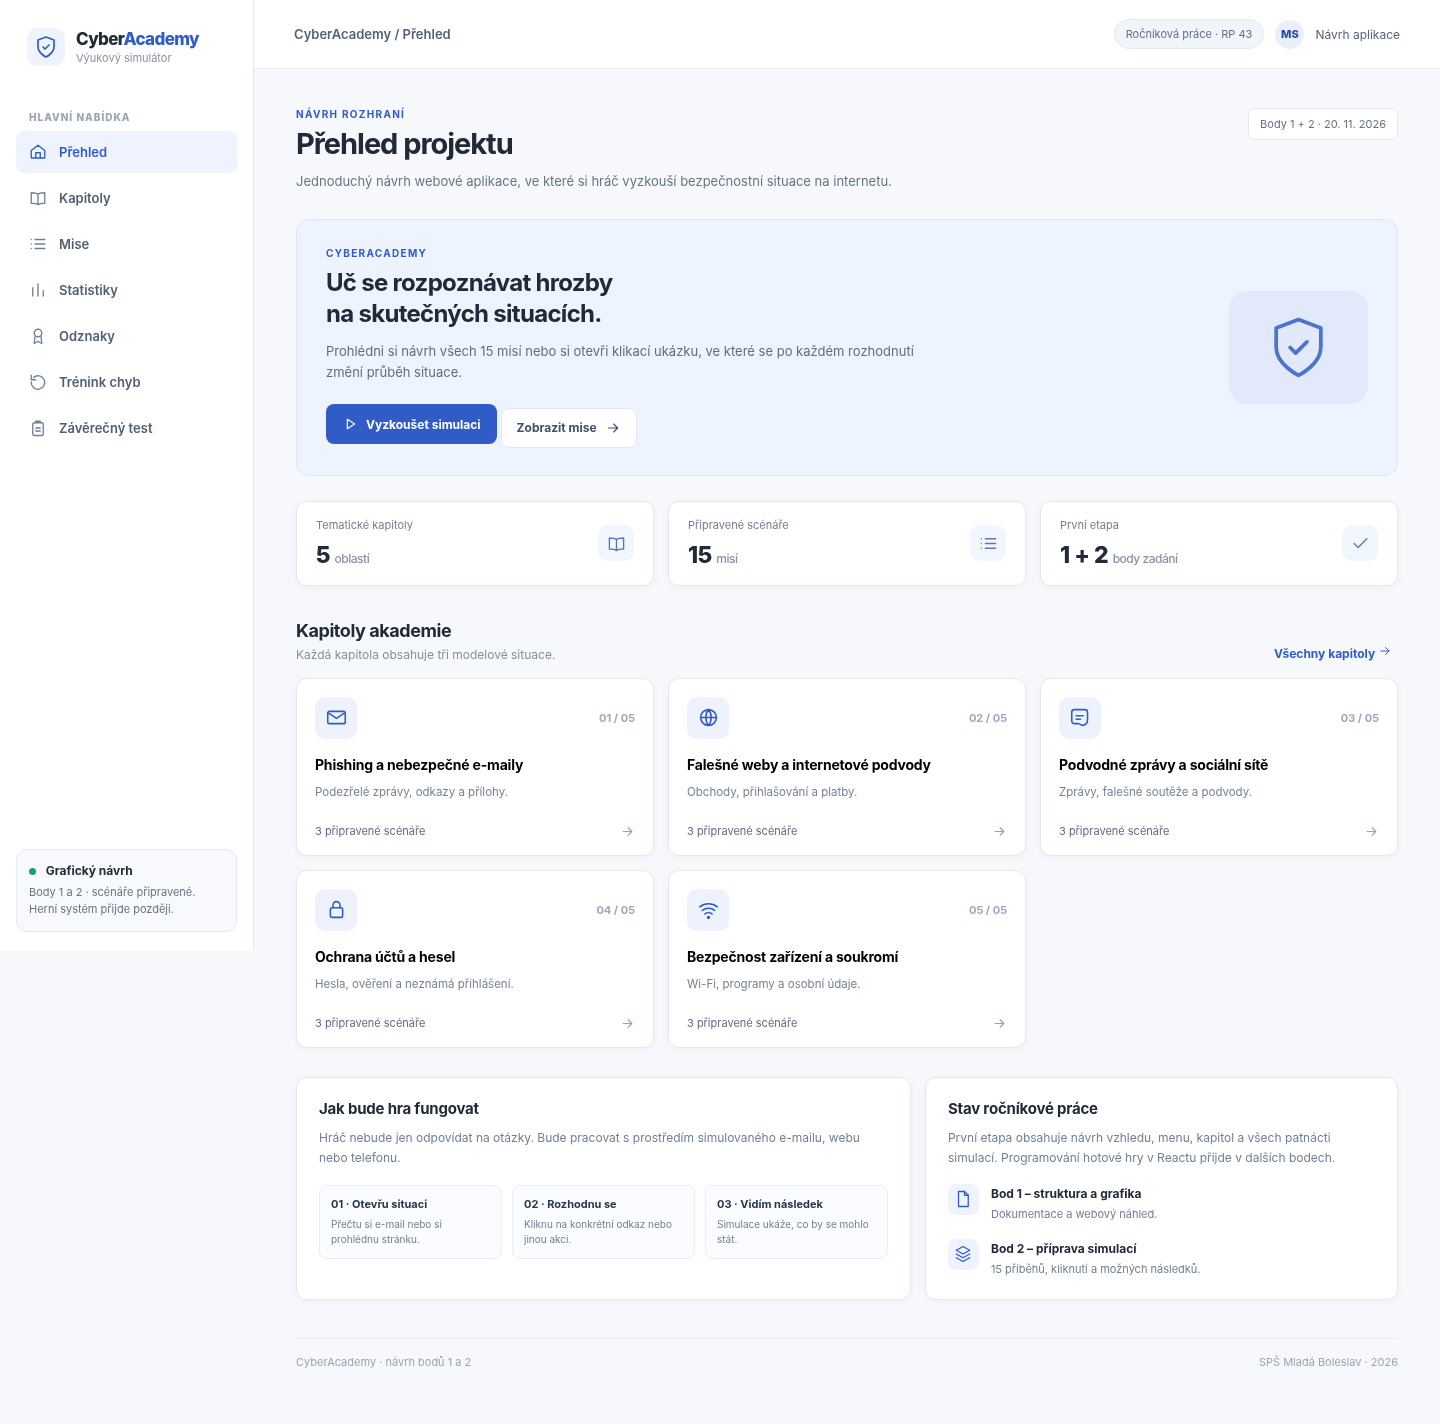 CyberAcademy
Výukový simulátor
HLAVNÍ NABÍDKA
Přehled
Kapitoly
Mise
Statistiky
Odznaky
Trénink chyb
Závěrečný test
Grafický návrh
Body 1 a 2 · scénáře připravené.
Herní systém přijde později.
CyberAcademy / Přehled
Ročníková práce · RP 43
MS
Návrh aplikace
NÁVRH ROZHRANÍ
Přehled projektu
Jednoduchý návrh webové aplikace, ve které si hráč vyzkouší bezpečnostní situace na internetu.
Body 1 + 2 · 20. 11. 2026
CYBERACADEMY
Uč se rozpoznávat hrozby
na skutečných situacích.
Prohlédni si návrh všech 15 misí nebo si otevři klikací ukázku, ve které se po každém rozhodnutí
změní průběh situace.
Vyzkoušet simulaci
Zobrazit mise
Tematické kapitoly
5 oblastí
Připravené scénáře
15 misí
První etapa
1 + 2 body zadání
Kapitoly akademie
Každá kapitola obsahuje tři modelové situace.
Všechny kapitoly
01 / 05
Phishing a nebezpečné e-maily
Podezřelé zprávy, odkazy a přílohy.
3 připravené scénáře
02 / 05
Falešné weby a internetové podvody
Obchody, přihlašování a platby.
3 připravené scénáře
03 / 05
Podvodné zprávy a sociální sítě
Zprávy, falešné soutěže a podvody.
3 připravené scénáře
04 / 05
Ochrana účtů a hesel
Hesla, ověření a neznámá přihlášení.
3 připravené scénáře
05 / 05
Bezpečnost zařízení a soukromí
Wi-Fi, programy a osobní údaje.
3 připravené scénáře
Jak bude hra fungovat
Hráč nebude jen odpovídat na otázky. Bude pracovat s prostředím simulovaného e-mailu, webu
nebo telefonu.
01 · Otevřu situaci
Přečtu si e-mail nebo si
prohlédnu stránku.
02 · Rozhodnu se
Kliknu na konkrétní odkaz nebo
jinou akci.
03 · Vidím následek
Simulace ukáže, co by se mohlo
stát.
Stav ročníkové práce
První etapa obsahuje návrh vzhledu, menu, kapitol a všech patnácti
simulací. Programování hotové hry v Reactu přijde v dalších bodech.
Bod 1 – struktura a grafika
Dokumentace a webový náhled.
Bod 2 – příprava simulací
15 příběhů, kliknutí a možných následků.
CyberAcademy · návrh bodů 1 a 2
SPŠ Mladá Boleslav · 2026